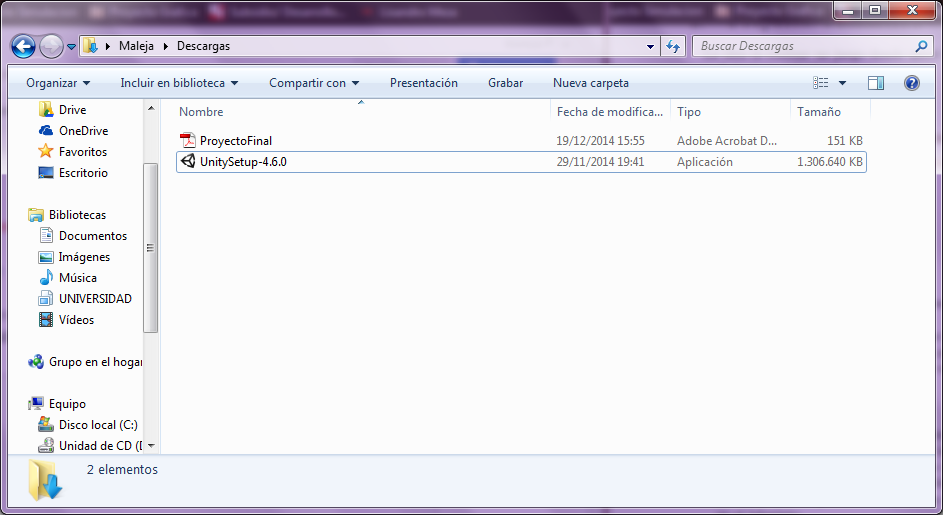 Maleja Descargas
Buscar Descargas
Organizar Incluir en biblioteca Compartir con Presentación Grabar Nueva carpeta
Drive
OneDrive
Favoritos
Escritorio
Bibliotecas
Documentos
Imágenes
Música
UNIVERSIDAD
Vídeos
Grupo en el hogar
Equipo
Disco local (C:)
Unidad de CD (
Nombre Fecha de modifica... Tipo Tamaño
ProyectoFinal 19/12/2014 15:55 Adobe Acrobat D... 151 KB
UnitySetup-4.6.0 29/11/2014 19:41 Aplicación 1.306.640 KB
2 elementos